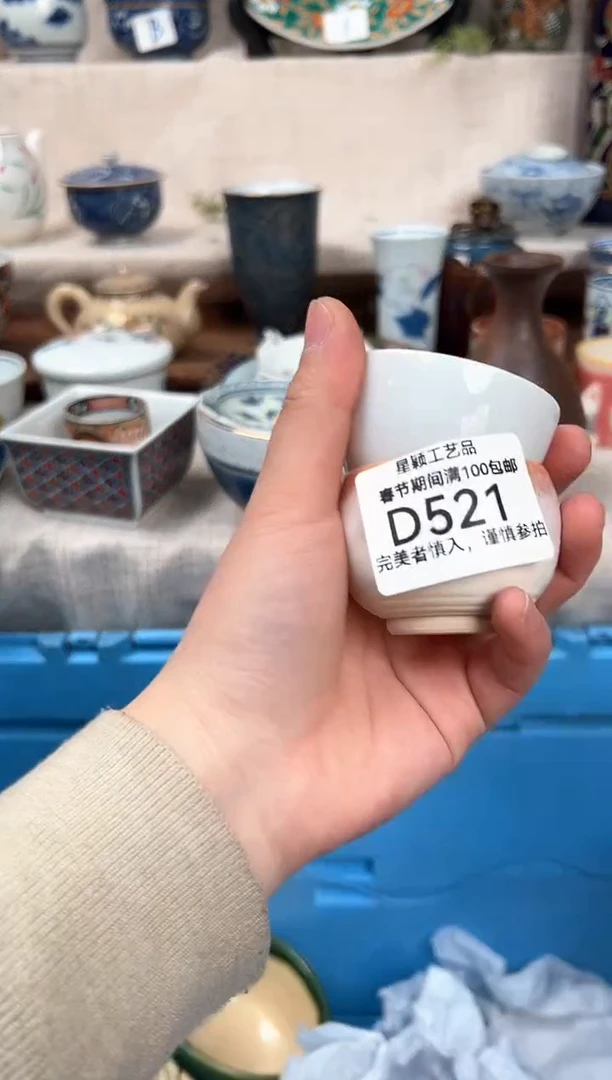 星颖工艺品
春节期间满100包邮
D521
完美者慎入，谨慎参拍